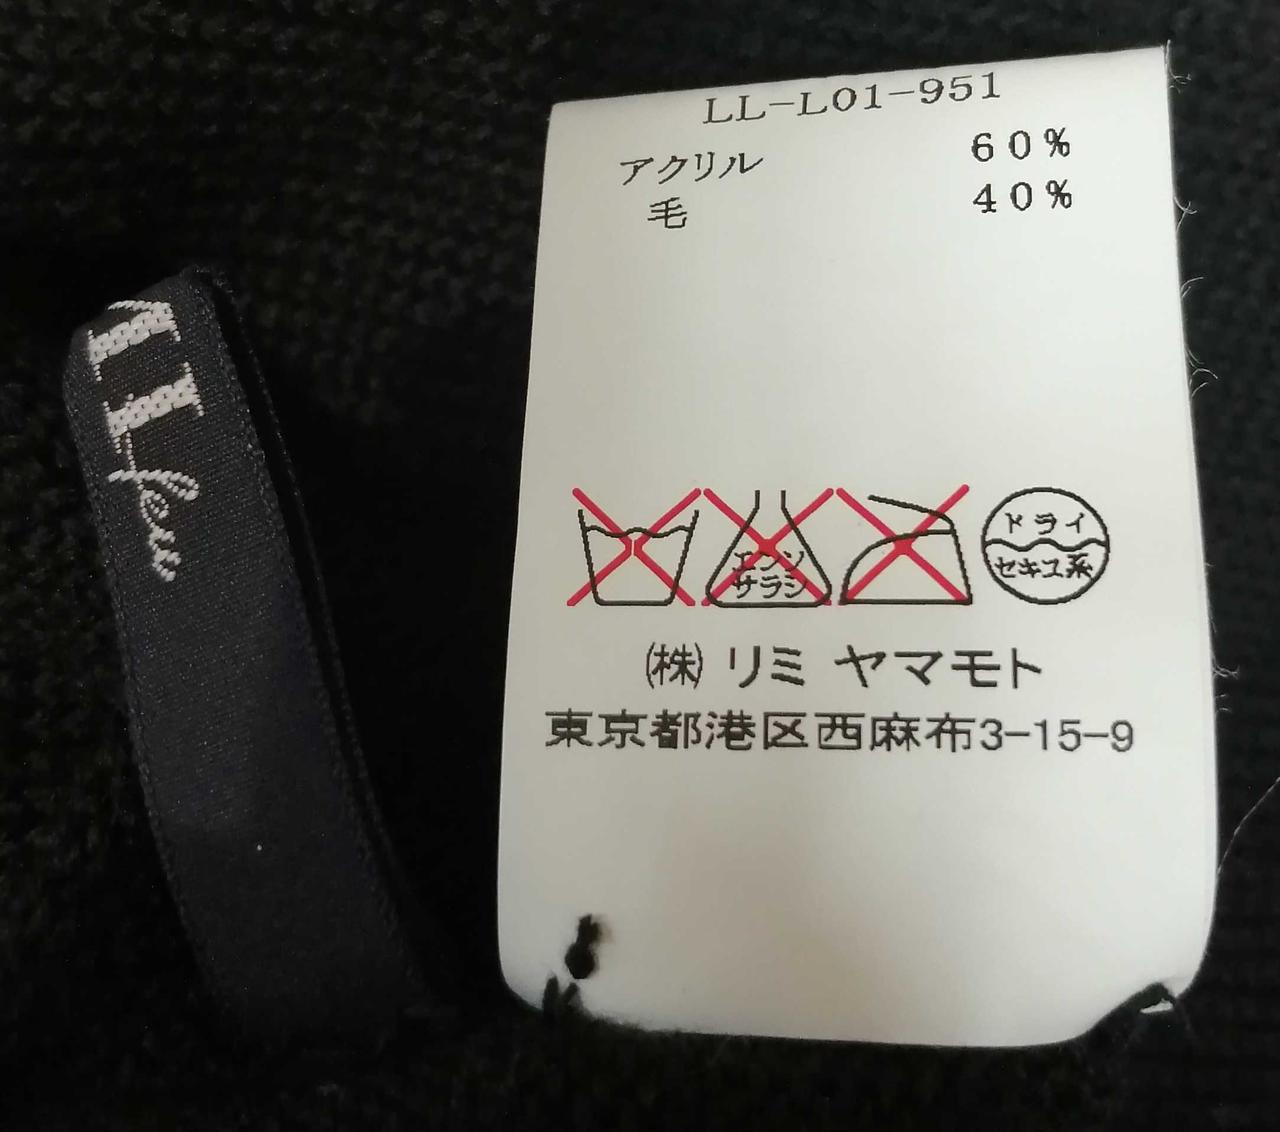 LL-L01-951
アクリル 60%
毛 40%
エンソ
サラシ
ドライ
セキユ系
㈱ リミ ヤマモト
東京都港区西麻布3-15-9